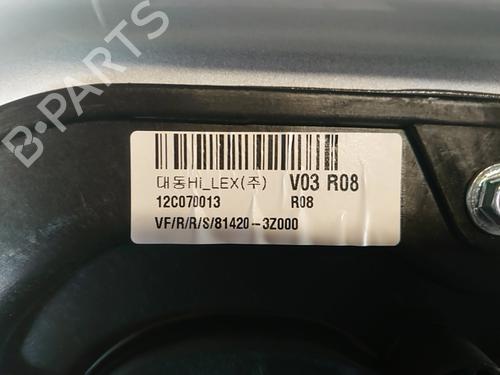 B-PARTS
대동Hi_LEX(주) V03 R08
12C070013 R08
VF/R/R/S/81420-3Z000